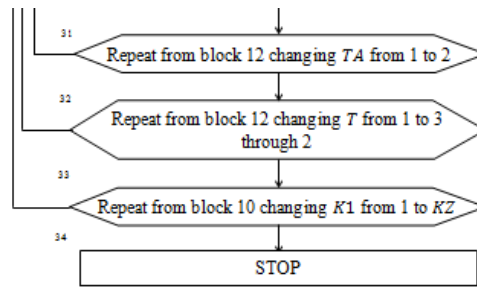 31
Repeat from block 12 changing TA from 1 to 2
32
Repeat from block 12 changing T from 1 to 3
through 2
33
Repeat from block 10 changing K1 from 1 to KZ
34
STOP